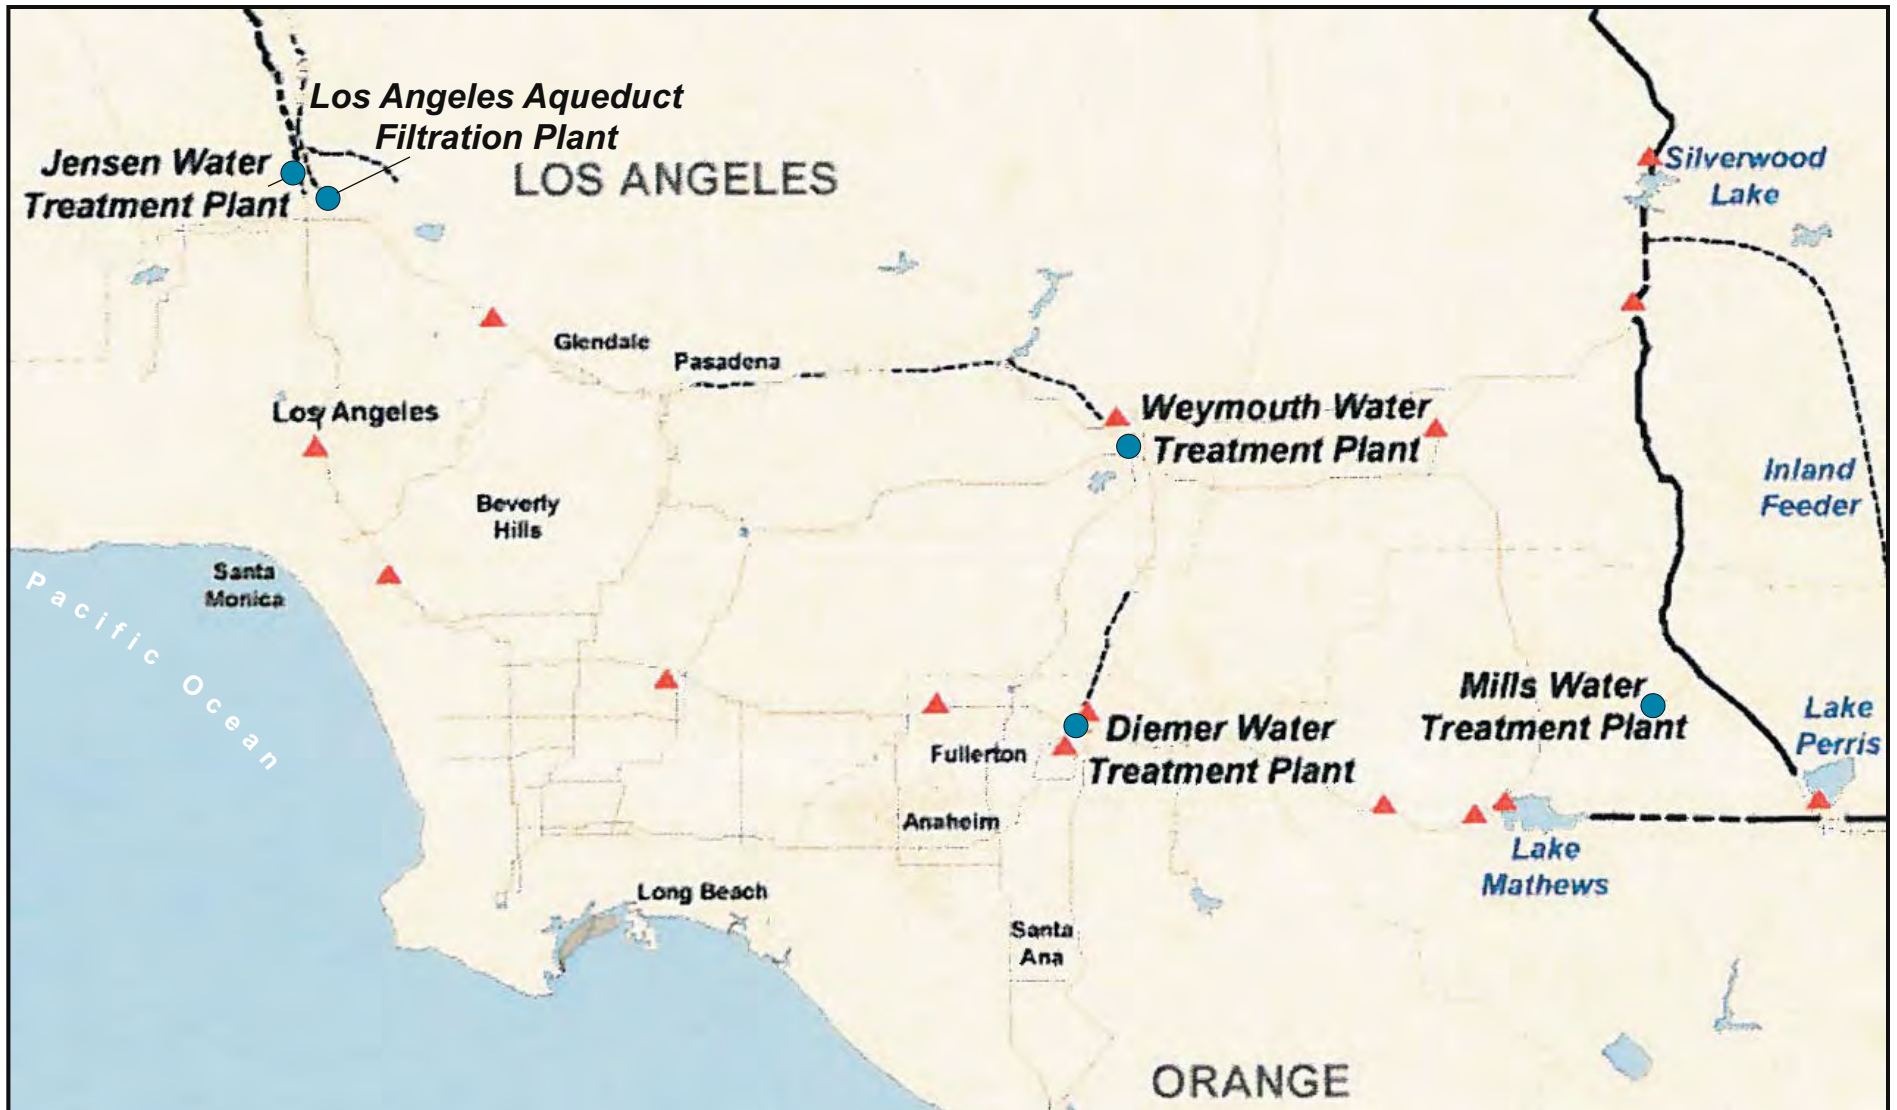 Los Angeles Aqueduct
Filtration Plant
Jensen Water
Treatment Plant
LOS ANGELES
Silverwood
Lake
Glendale
Pasadena
Los Angeles
Weymouth Water
Treatment Plant
Inland
Feeder
Beverly
Hills
Santa
Monica
Pacific Ocean
Mills Water
Treatment Plant
Lake
Perris
Diemer Water
Treatment Plant
Fullerton
Anaheim
Lake
Mathews
Long Beach
Santa
Ana
ORANGE